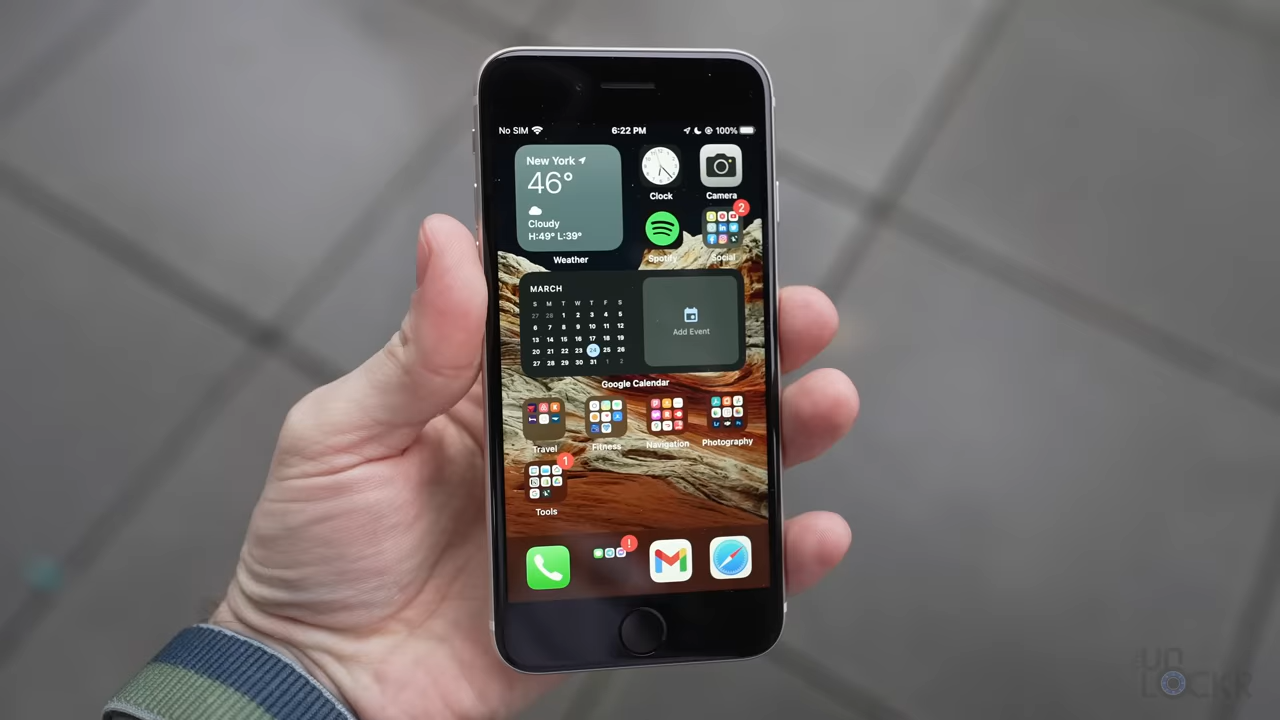 No SIM 6:22 PM 100%
New York
46°
Cloudy
H:49° L:39°
Weather
Clock
Camera
Spotify
2
Social
MARCH
S M T W T F S
27 28 1 2 3 4 5
6 7 8 9 10 11 12
13 14 15 16 17 18 19
20 21 22 23 24 25 26
27 28 29 30 31 1 2
Add Event
Google Calendar
Travel
Fitness
Navigation
Photography
1
Tools
!
UNLOCKR